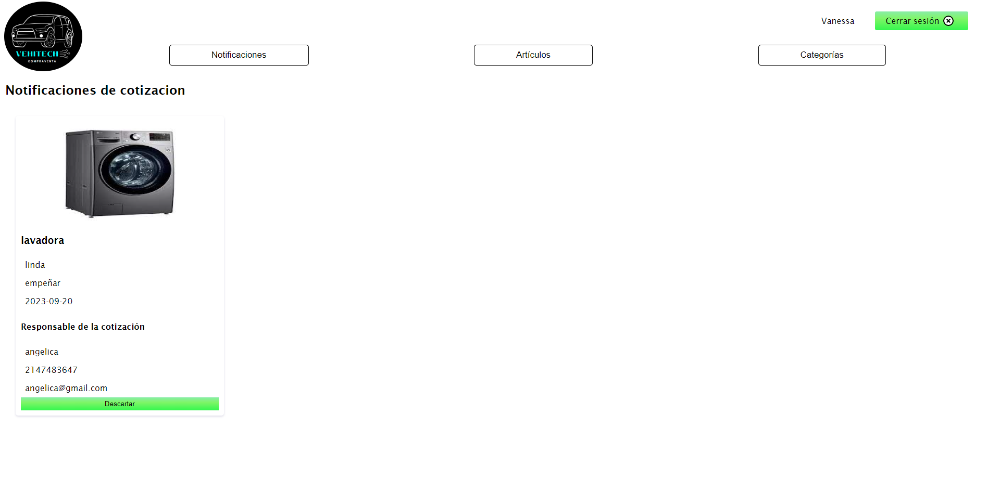 VEHITECH
COMPRAVENTA
Vanessa
Cerrar sesión
Notificaciones
Artículos
Categorías
Notificaciones de cotizacion
lavadora
linda
empeñar
2023-09-20
Responsable de la cotización
angelica
2147483647
angelica@gmail.com
Descartar